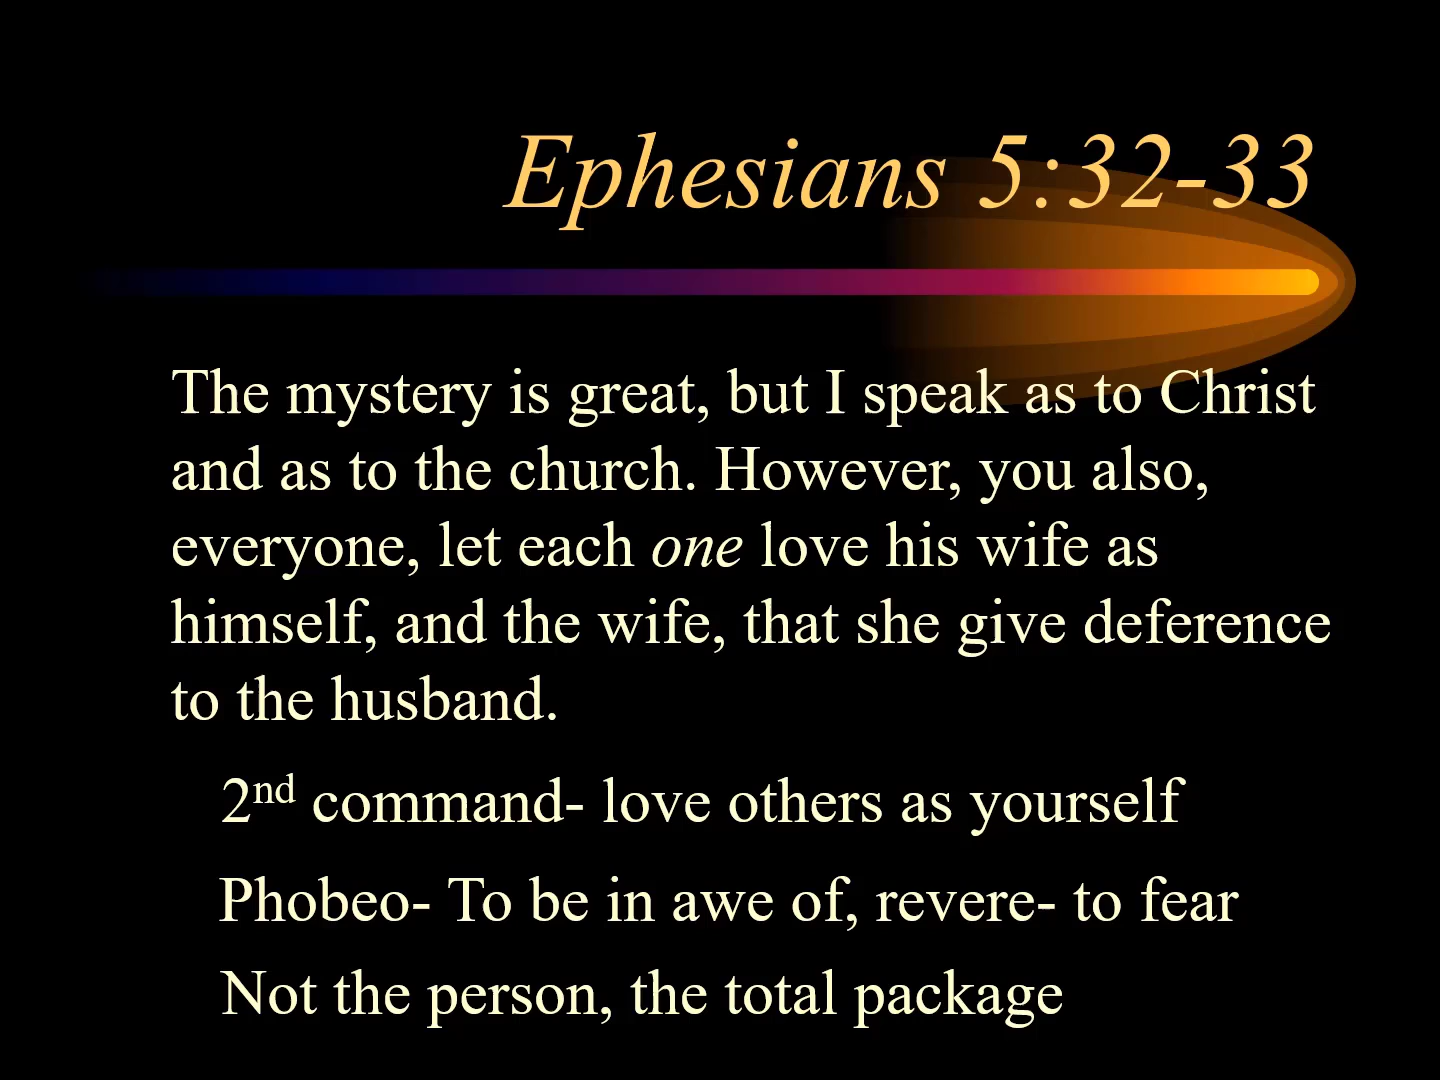 Ephesians 5:32-33
The mystery is great, but I speak as to Christ
and as to the church. However, you also,
everyone, let each one love his wife as
himself, and the wife, that she give deference
to the husband.
2nd command- love others as yourself
Phobeo- To be in awe of, revere- to fear
Not the person, the total package